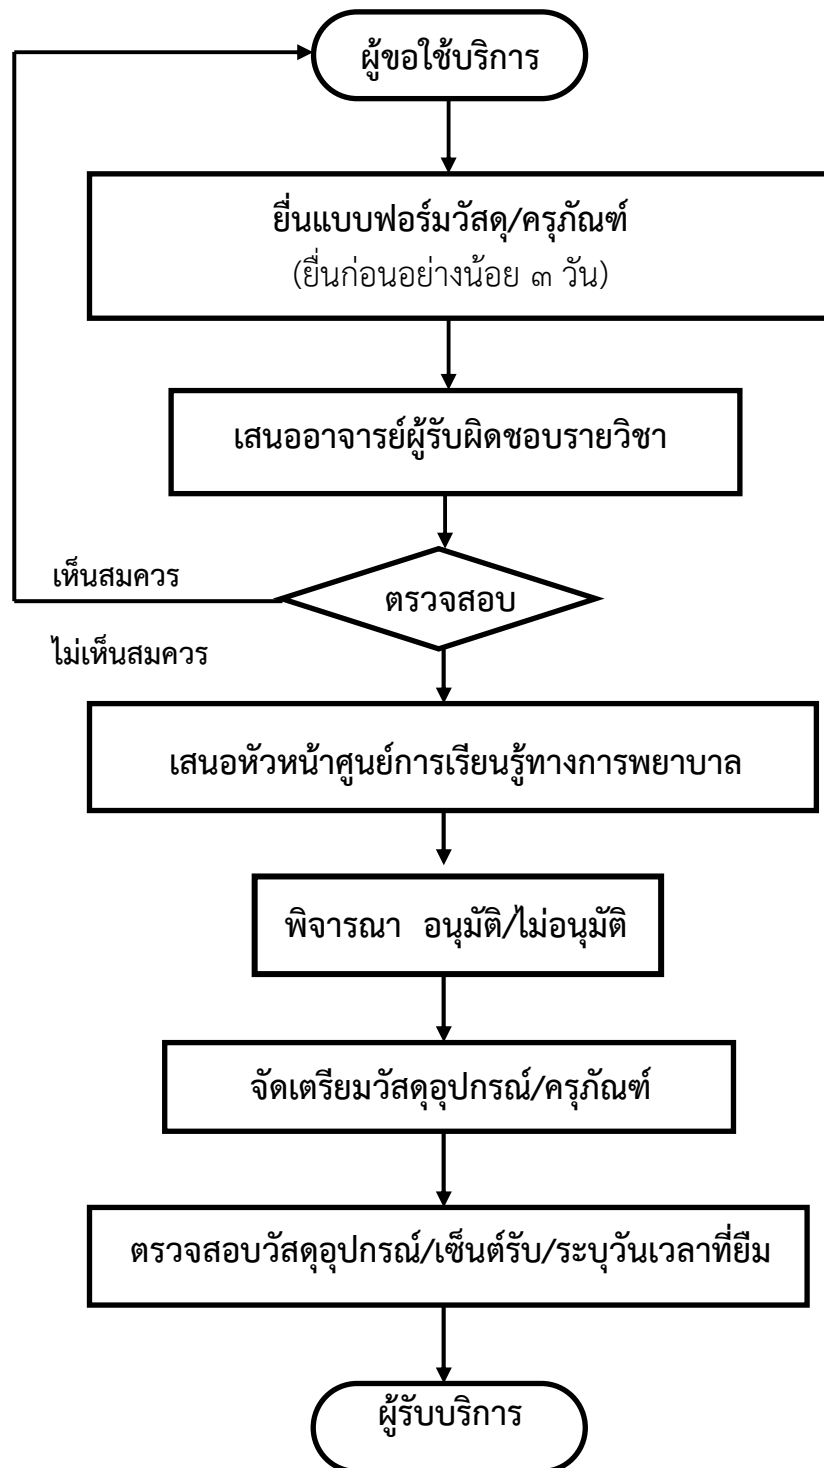 ผู้ขอใช้บริการ
ยื่นแบบฟอร์มวัสดุ/ครุภัณฑ์
(ยื่นก่อนอย่างน้อย ๓ วัน)
เสนออาจารย์ผู้รับผิดชอบรายวิชา
เห็นสมควร
ตรวจสอบ
ไม่เห็นสมควร
เสนอหัวหน้าศูนย์การเรียนรู้ทางการพยาบาล
พิจารณา อนุมัติ/ไม่อนุมัติ
จัดเตรียมวัสดุอุปกรณ์/ครุภัณฑ์
ตรวจสอบวัสดุอุปกรณ์/เซ็นต์รับ/ระบุวันเวลาที่ยืม
ผู้รับบริการ